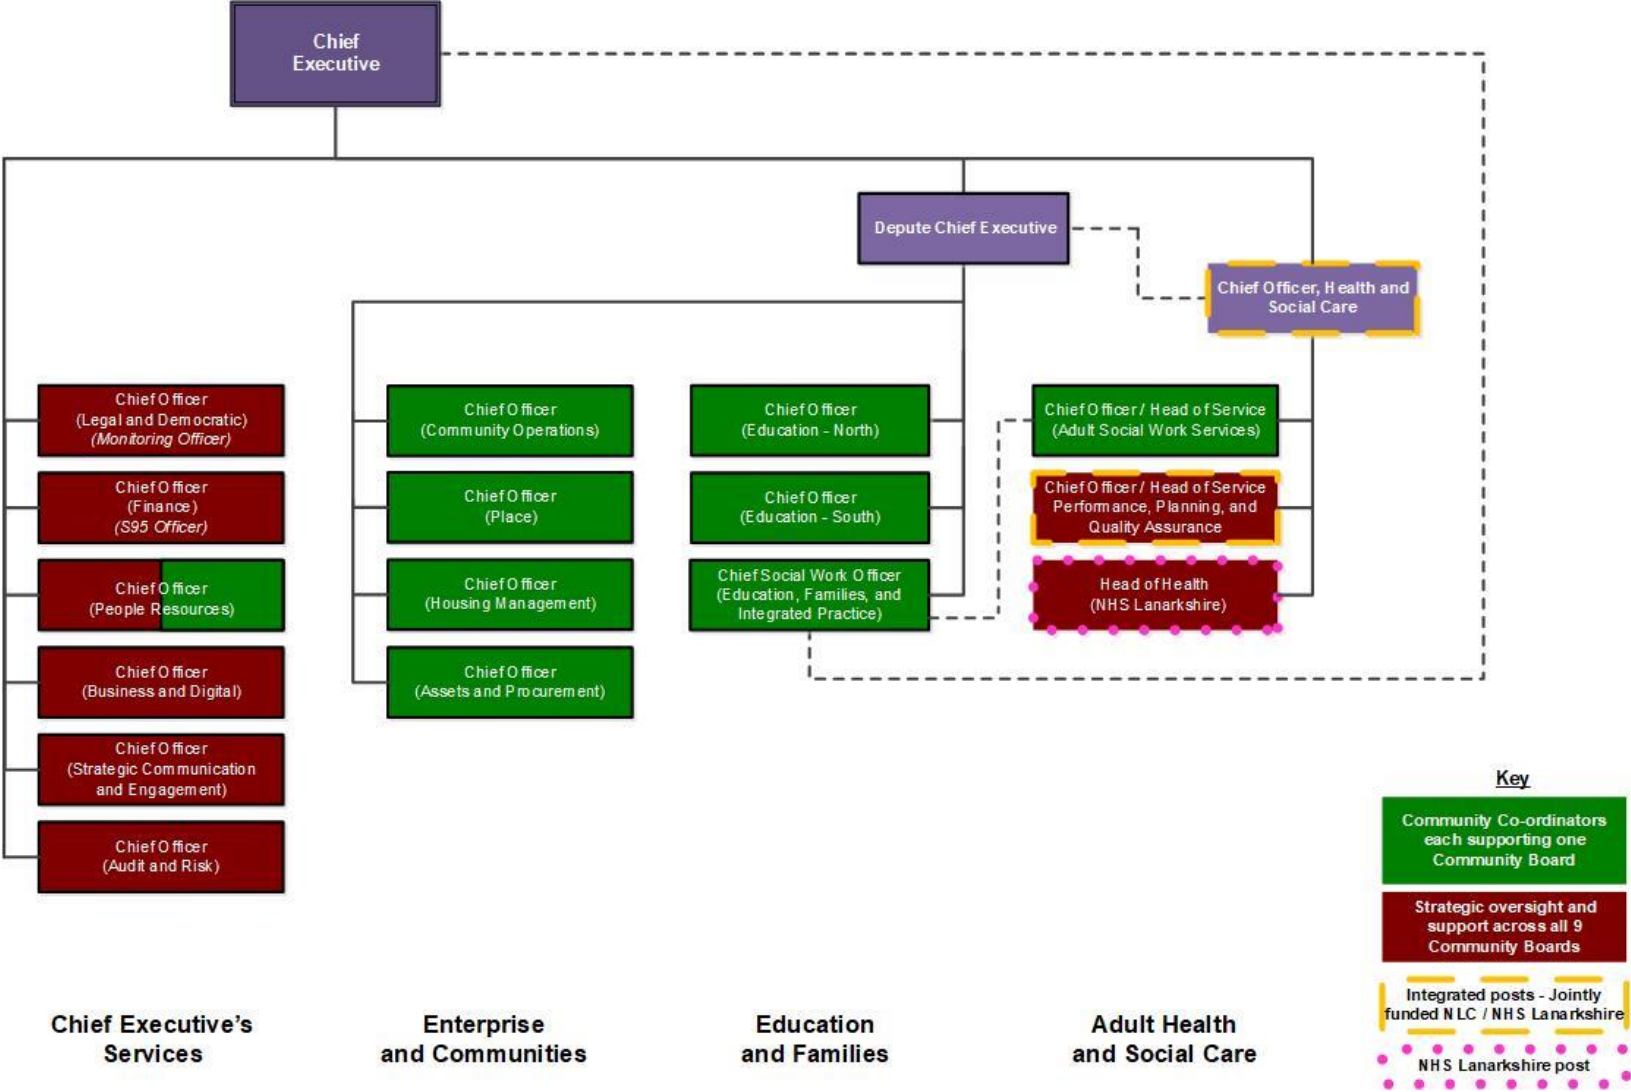 Chief
Executive
Depute Chief Executive
Chief Officer, Health and
Social Care
Chief Officer
(Legal and Democratic)
(Monitoring Officer)
Chief Officer
(Finance)
(S95 Officer)
Chief Officer
(People Resources)
Chief Officer
(Business and Digital)
Chief Officer
(Strategic Communication
and Engagement)
Chief Officer
(Audit and Risk)
Chief Officer
(Community Operations)
Chief Officer
(Place)
Chief Officer
(Housing Management)
Chief Officer
(Assets and Procurement)
Chief Officer
(Education - North)
Chief Officer
(Education - South)
Chief Social Work Officer
(Education, Families, and
Integrated Practice)
Chief Officer / Head of Service
(Adult Social Work Services)
Chief Officer / Head of Service
Performance, Planning, and
Quality Assurance
Head of Health
(NHS Lanarkshire)
Key
Community Co-ordinators
each supporting one
Community Board
Strategic oversight and
support across all 9
Community Boards
Integrated posts - Jointly
funded NLC / NHS Lanarkshire
NHS Lanarkshire post
Chief Executive’s
Services
Enterprise
and Communities
Education
and Families
Adult Health
and Social Care